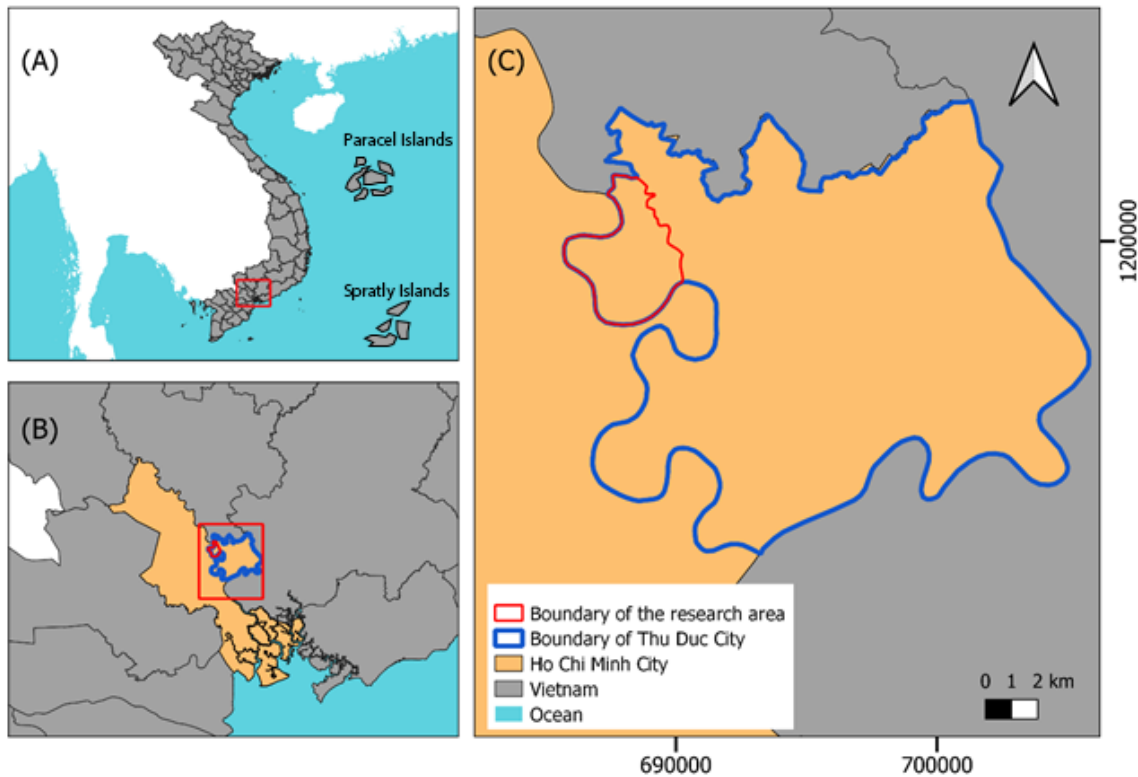 (A)
Paracel Islands
Spratly Islands
(B)
(C)
1200000
Boundary of the research area
Boundary of Thu Duc City
Ho Chi Minh City
Vietnam
Ocean
0 1 2 km
690000 700000